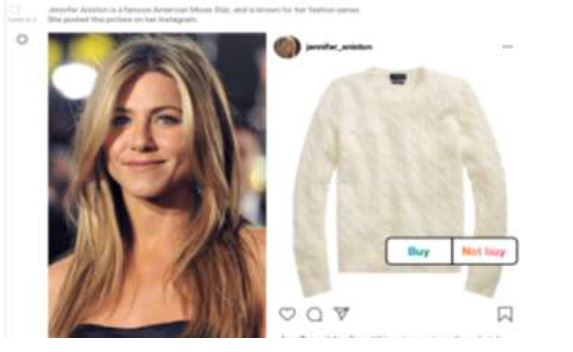 Jennifer Aniston is a famous American Movie Star, and is known for her fashion sense.
She posted this picture on her Instagram.
jennifer_aniston
Buy
Not buy